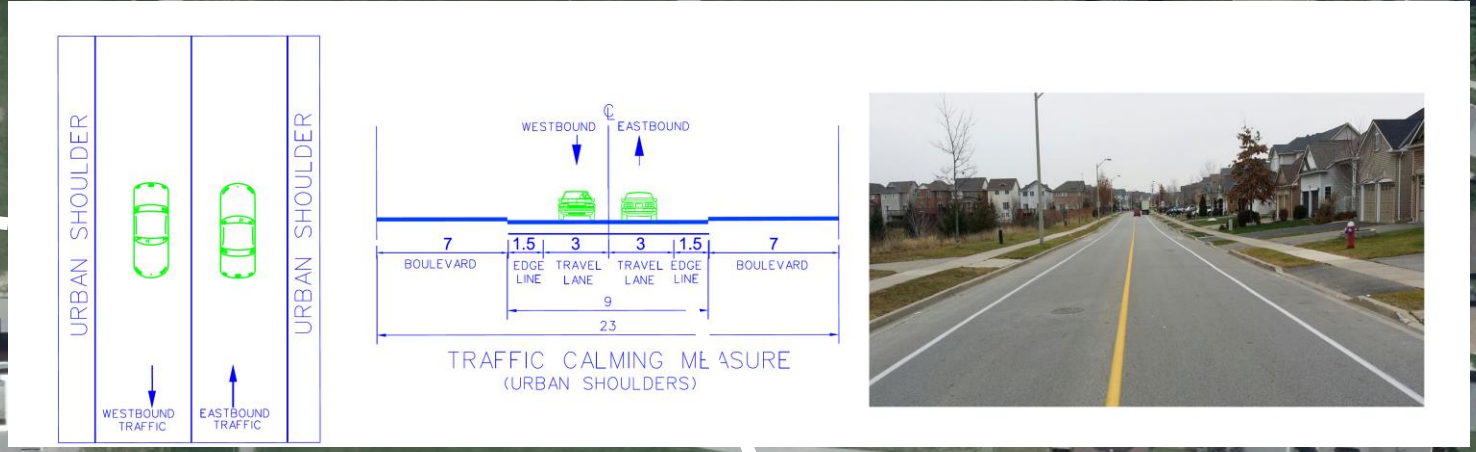 URBAN SHOULDER
URBAN SHOULDER
WESTBOUND
TRAFFIC
EASTBOUND
TRAFFIC
℄
WESTBOUND EASTBOUND
7 1.5 3 3 1.5 7
BOULEVARD EDGE LINE TRAVEL LANE TRAVEL LANE EDGE LINE BOULEVARD
9
23
TRAFFIC CALMING MEASURE
(URBAN SHOULDERS)